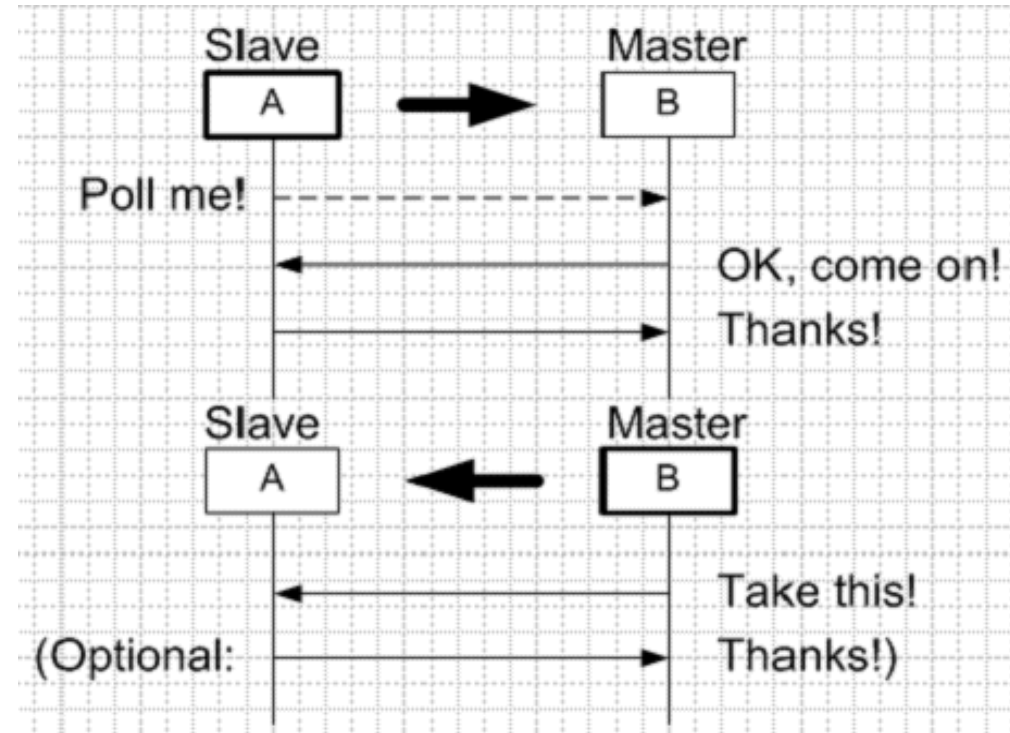 Slave Master
A B
Poll me!
OK, come on!
Thanks!
Slave Master
A B
Take this!
(Optional: Thanks!)